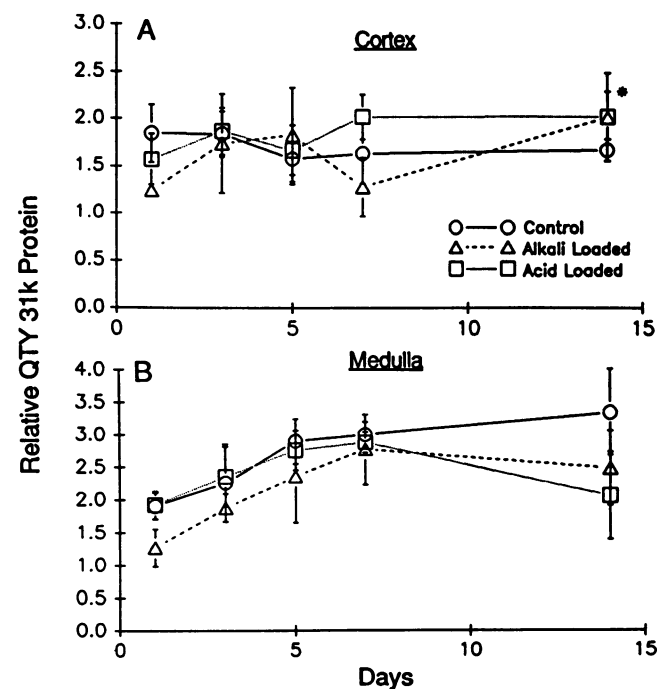 A
Cortex
3.0
2.5
2.0
1.5
1.0
0.5
0.0
*
Control
Alkali Loaded
Acid Loaded
0
5
10
15
Relative QTY 31k Protein
B
Medulla
4.0
3.5
3.0
2.5
2.0
1.5
1.0
0.5
0.0
0
5
10
15
Days